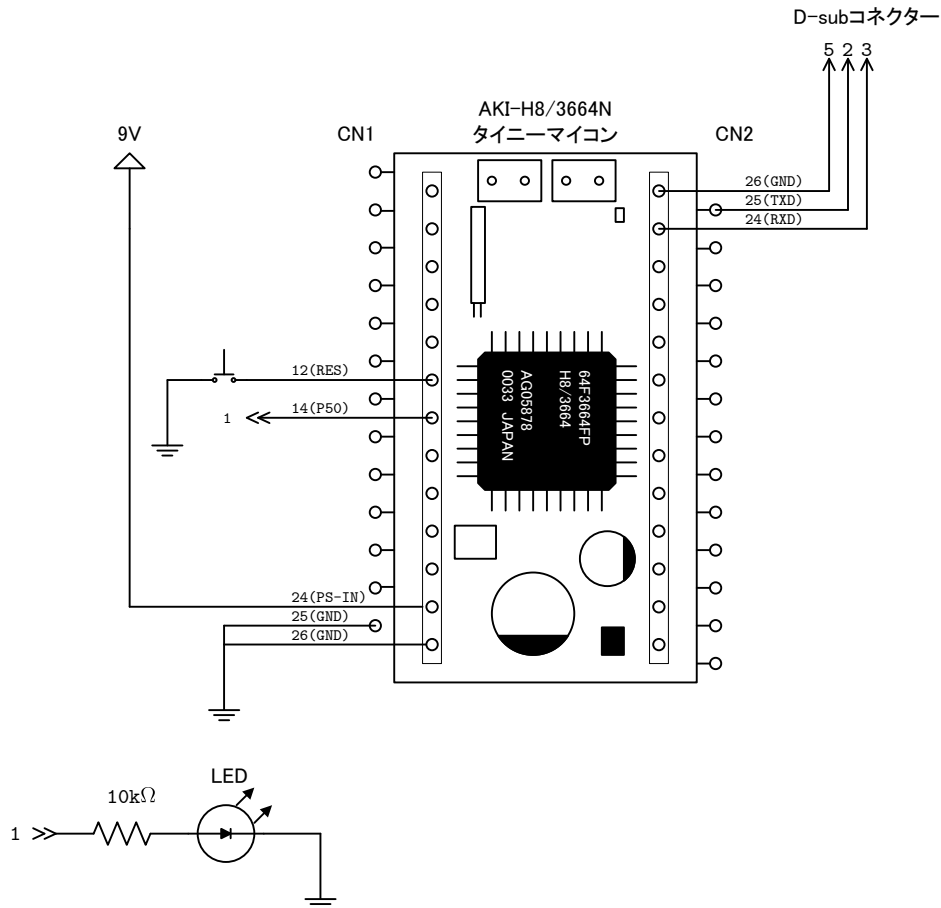 D-subコネクター
5 2 3
AKI-H8/3664N
タイニーマイコン
9V
CN1
CN2
26(GND)
25(TXD)
24(RXD)
12(RES)
1
14(P50)
64F3664FP
H8/3664
AG05878
0033 JAPAN
24(PS-IN)
25(GND)
26(GND)
LED
10kΩ
1